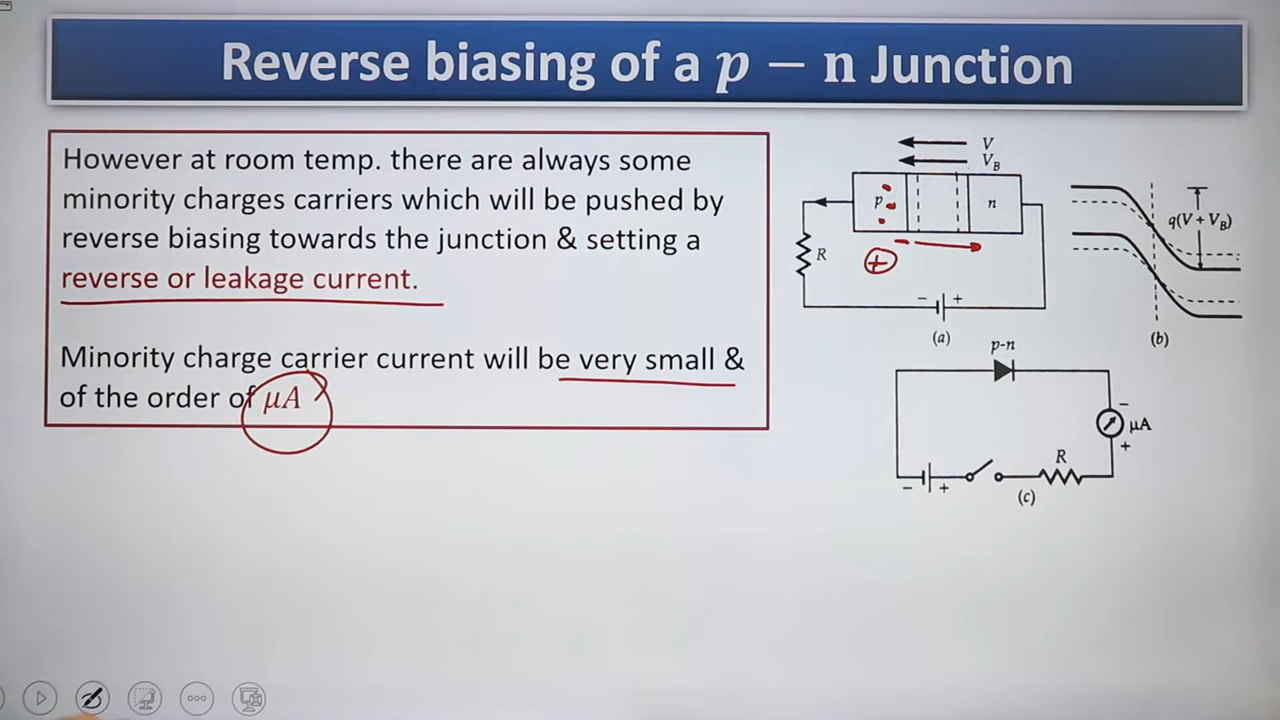 Reverse biasing of a p − n Junction
However at room temp. there are always some
minority charges carriers which will be pushed by
reverse biasing towards the junction & setting a
reverse or leakage current.
Minority charge carrier current will be very small &
of the order of μA
V
V_B
p
n
R
− +
(a)
q(V + V_B)
(b)
p-n
−
μA
+
R
− +
(c)
+ −